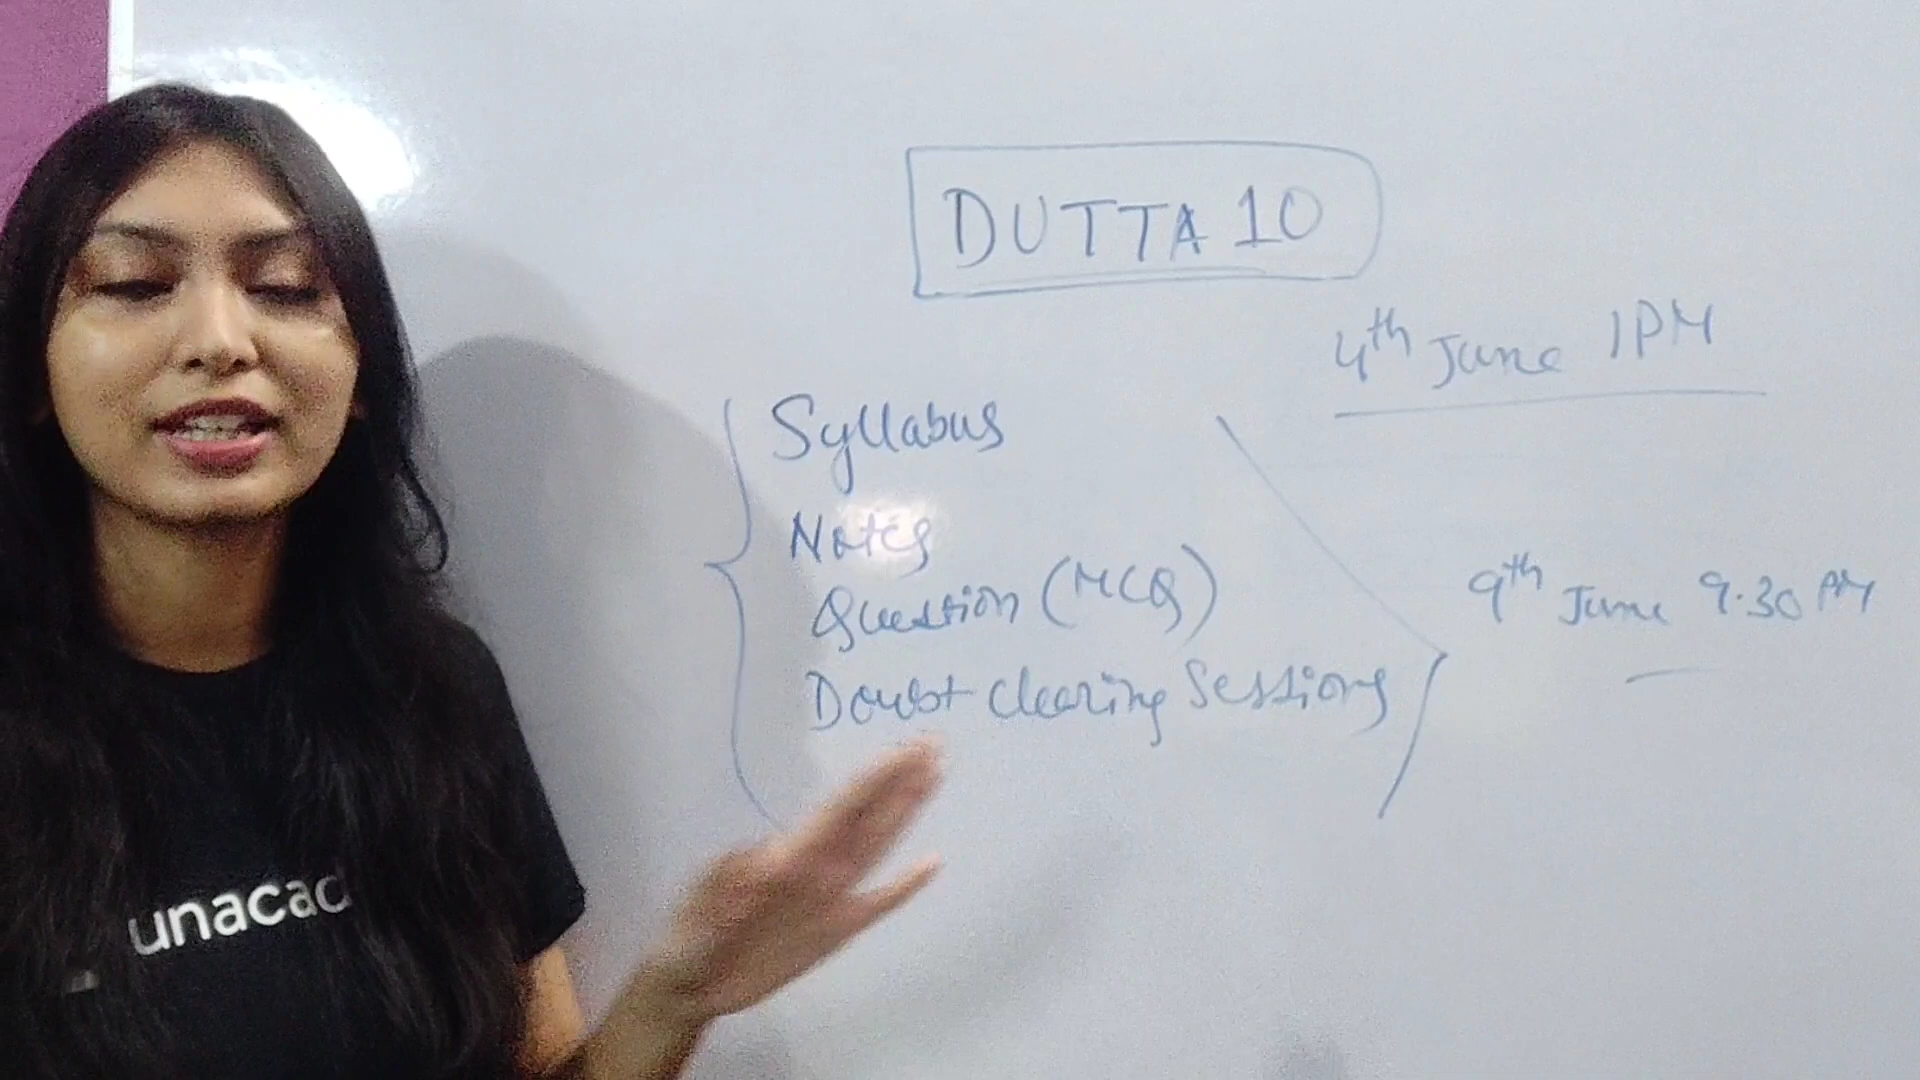 DUTTA 10
4th June 1PM
Syllabus
Notes
Question (MCQ)
Doubt clearing Sessions
9th June 9.30 PM
unacad